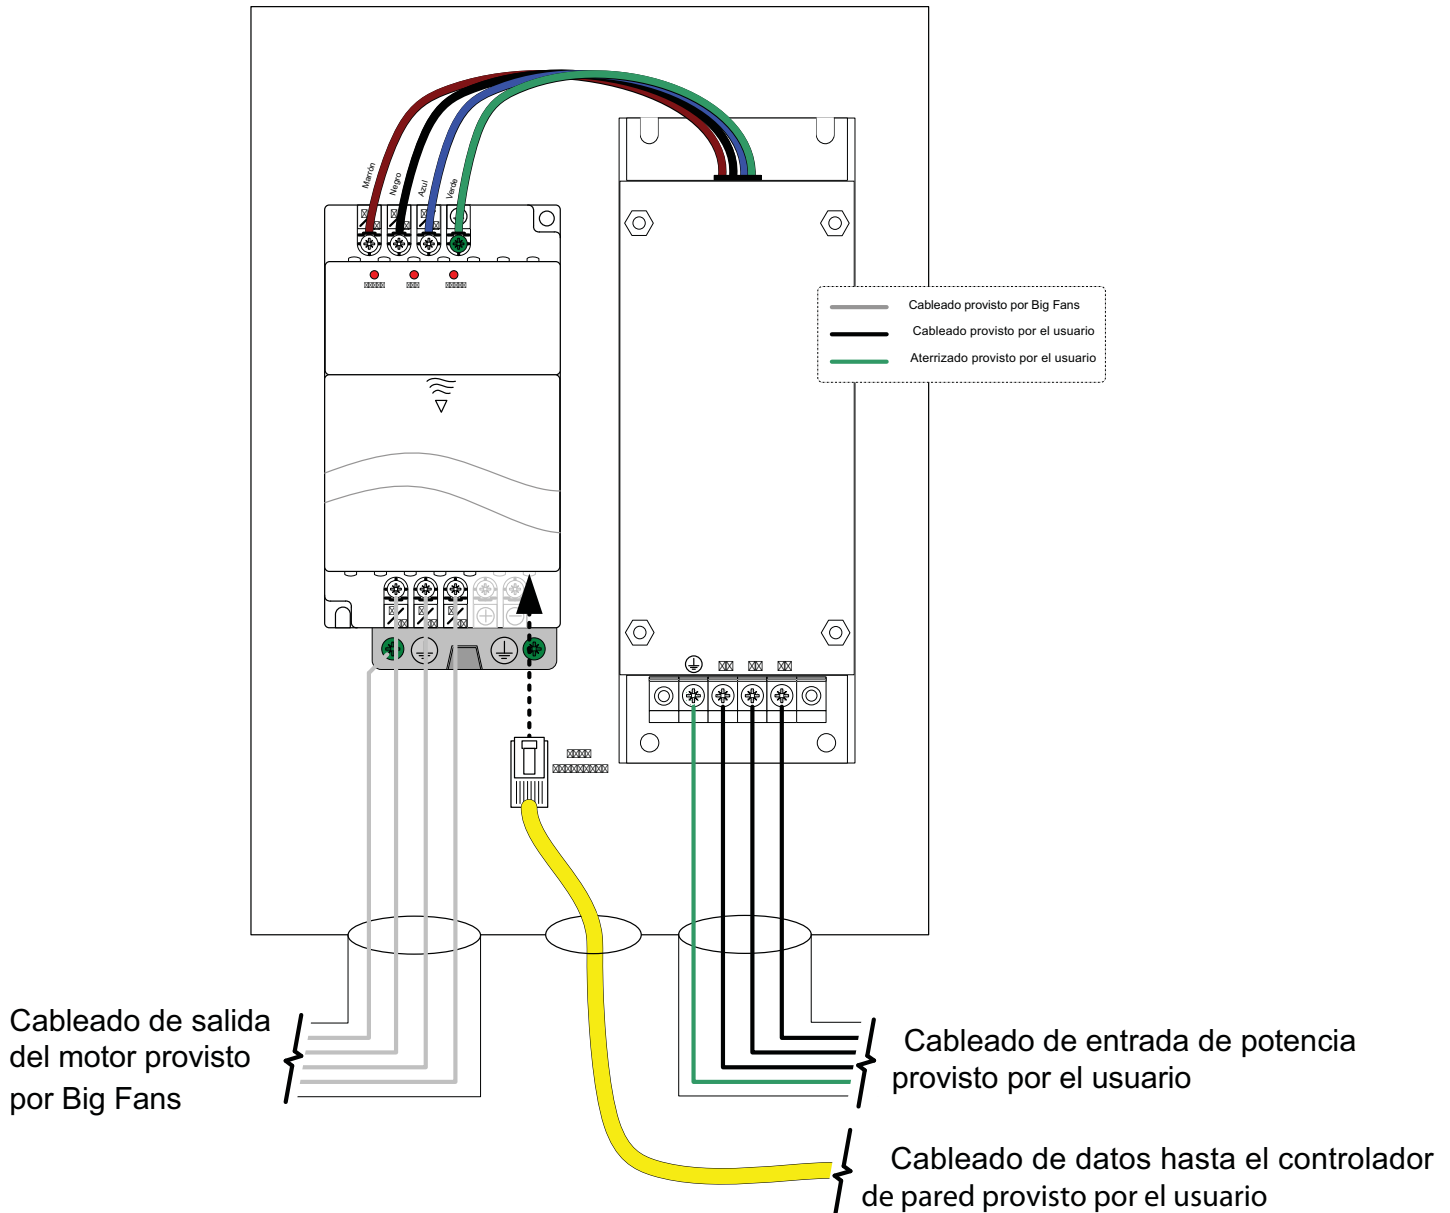 Marrón
Negro
Azul
Verde
Cableado provisto por Big Fans
Cableado provisto por el usuario
Aterrizado provisto por el usuario
Cableado de salida
del motor provisto
por Big Fans
Cableado de entrada de potencia
provisto por el usuario
Cableado de datos hasta el controlador
de pared provisto por el usuario